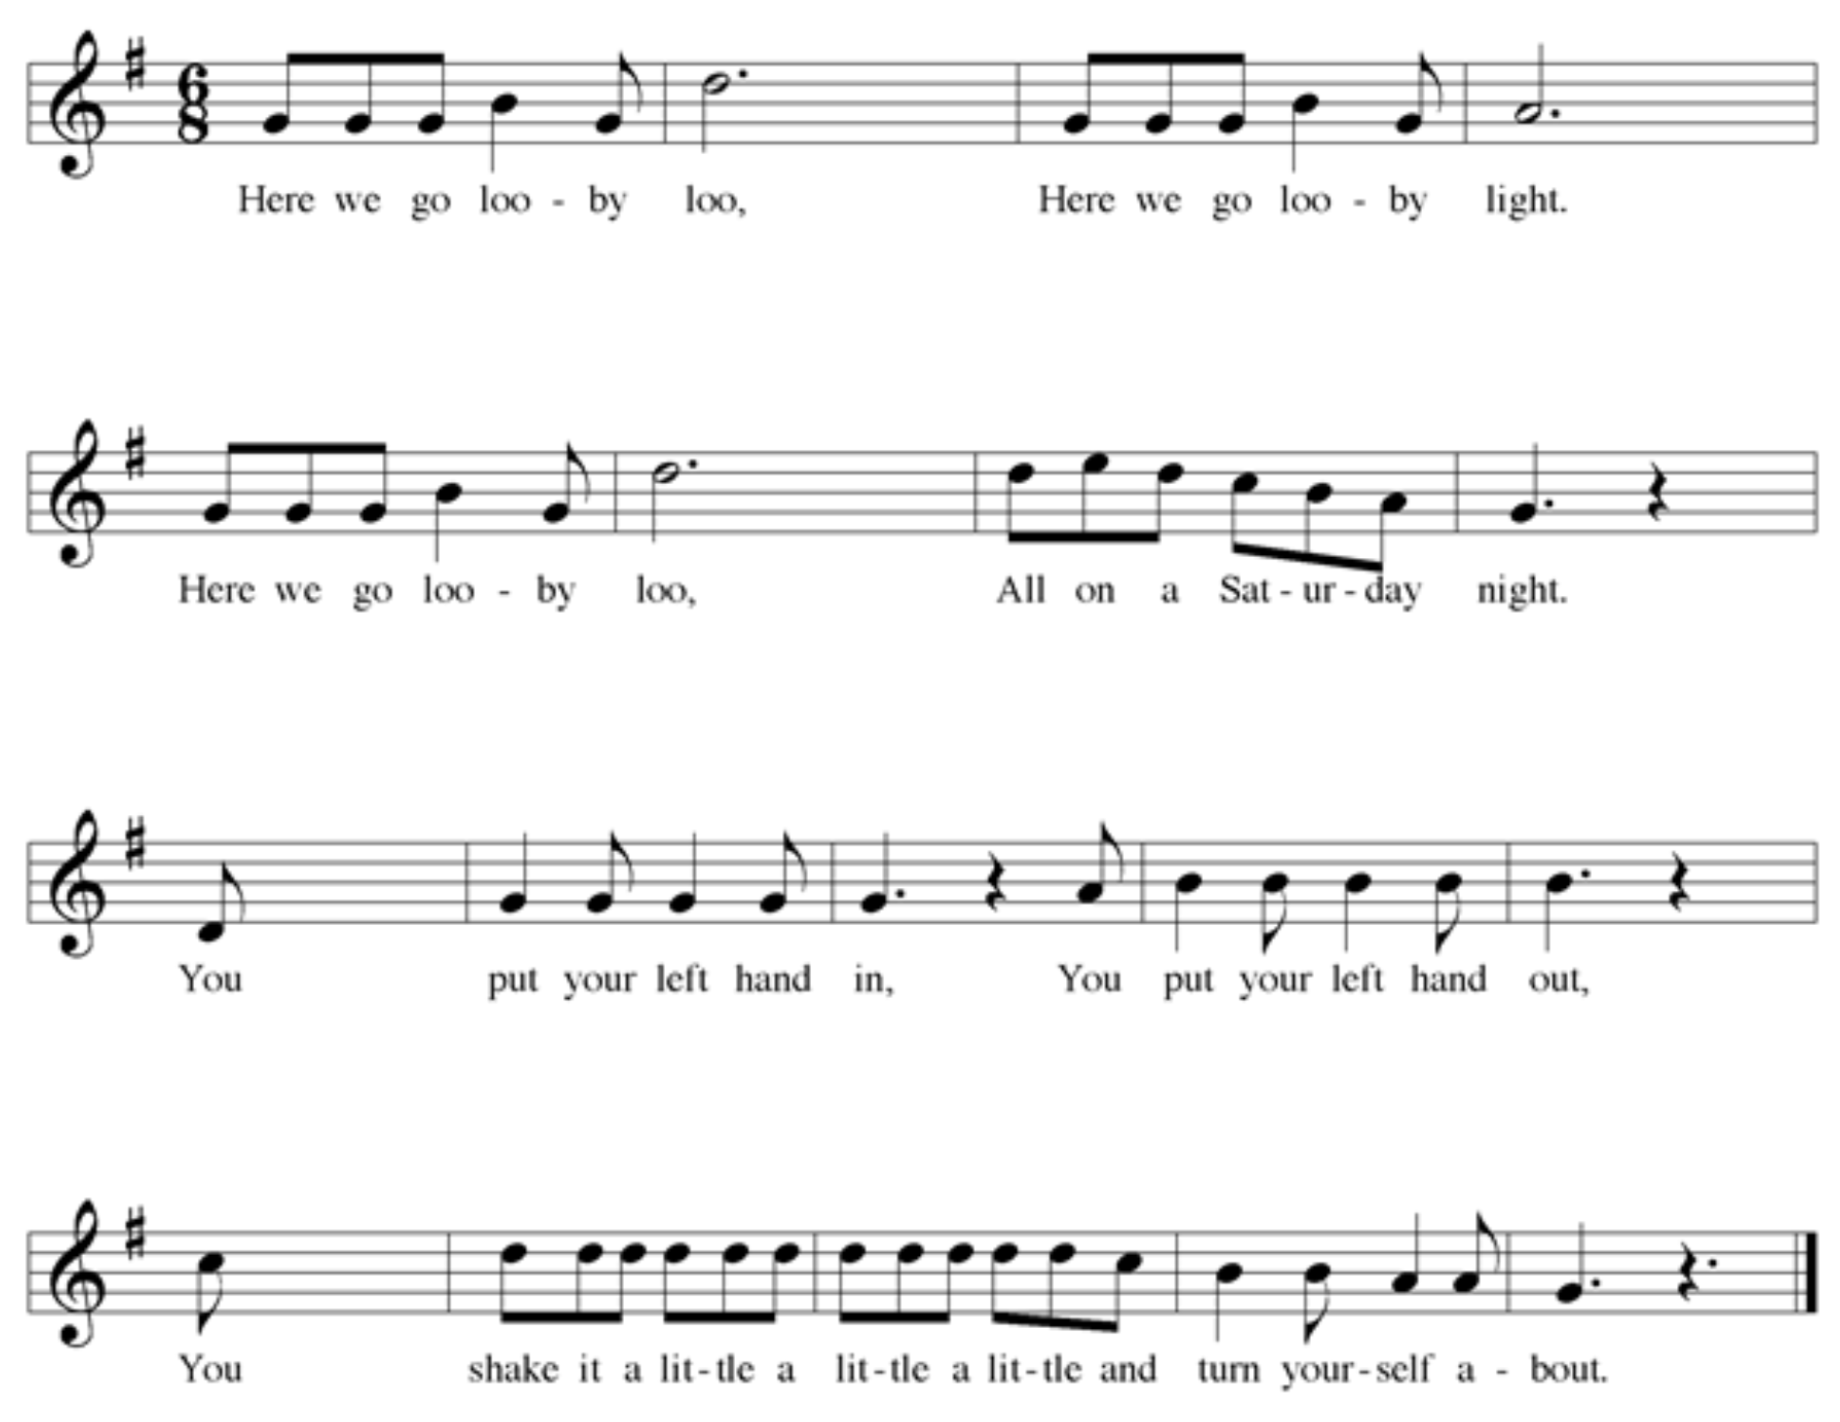 6
8
Here we go loo - by loo, Here we go loo - by light.
Here we go loo - by loo, All on a Sat - ur - day night.
You put your left hand in, You put your left hand out,
You shake it a lit - tle a lit - tle a lit - tle and turn your - self a - bout.